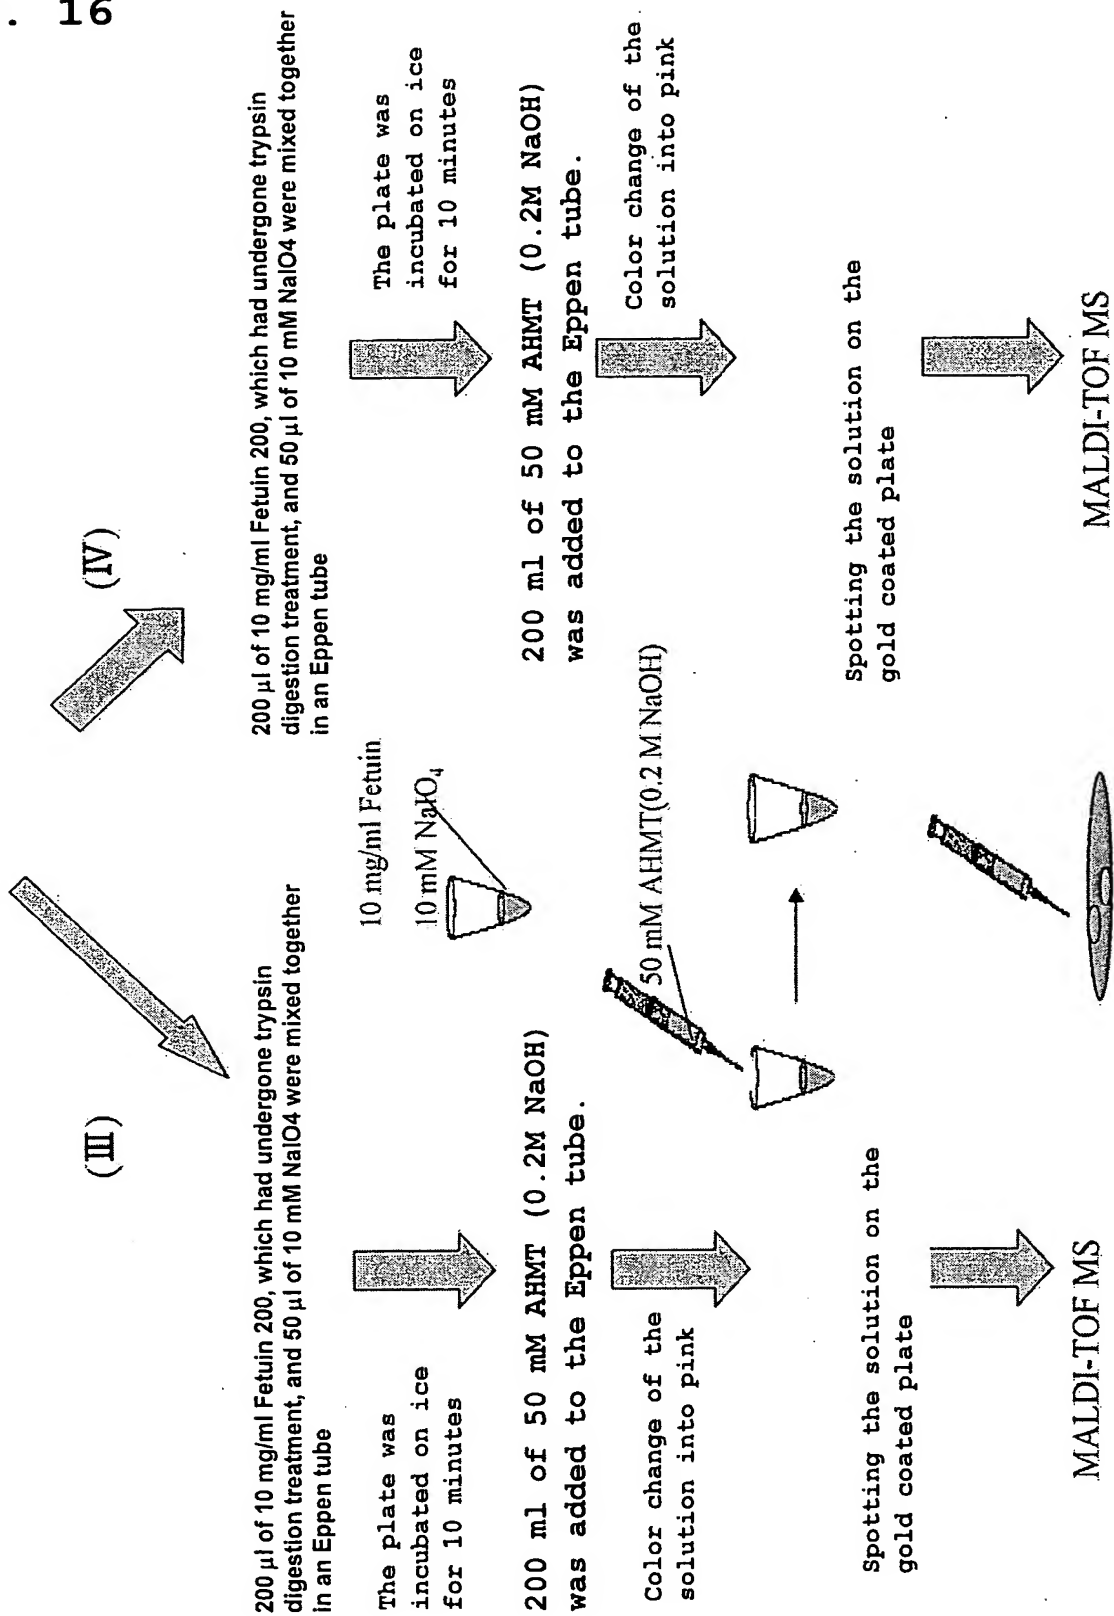 . 16
(III)
200 µl of 10 mg/ml Fetuin 200, which had undergone trypsin
digestion treatment, and 50 µl of 10 mM NaIO4 were mixed together
in an Eppen tube
The plate was
incubated on ice
for 10 minutes
200 ml of 50 mM AHMT (0.2M NaOH)
was added to the Eppen tube.
Color change of the
solution into pink
Spotting the solution on the
gold coated plate
MALDI-TOF MS
10 mg/ml Fetuin
10 mM NaIO4
50 mM AHMT(0.2 M NaOH)
(IV)
200 µl of 10 mg/ml Fetuin 200, which had undergone trypsin
digestion treatment, and 50 µl of 10 mM NaIO4 were mixed together
in an Eppen tube
The plate was
incubated on ice
for 10 minutes
200 ml of 50 mM AHMT (0.2M NaOH)
was added to the Eppen tube.
Color change of the
solution into pink
Spotting the solution on the
gold coated plate
MALDI-TOF MS